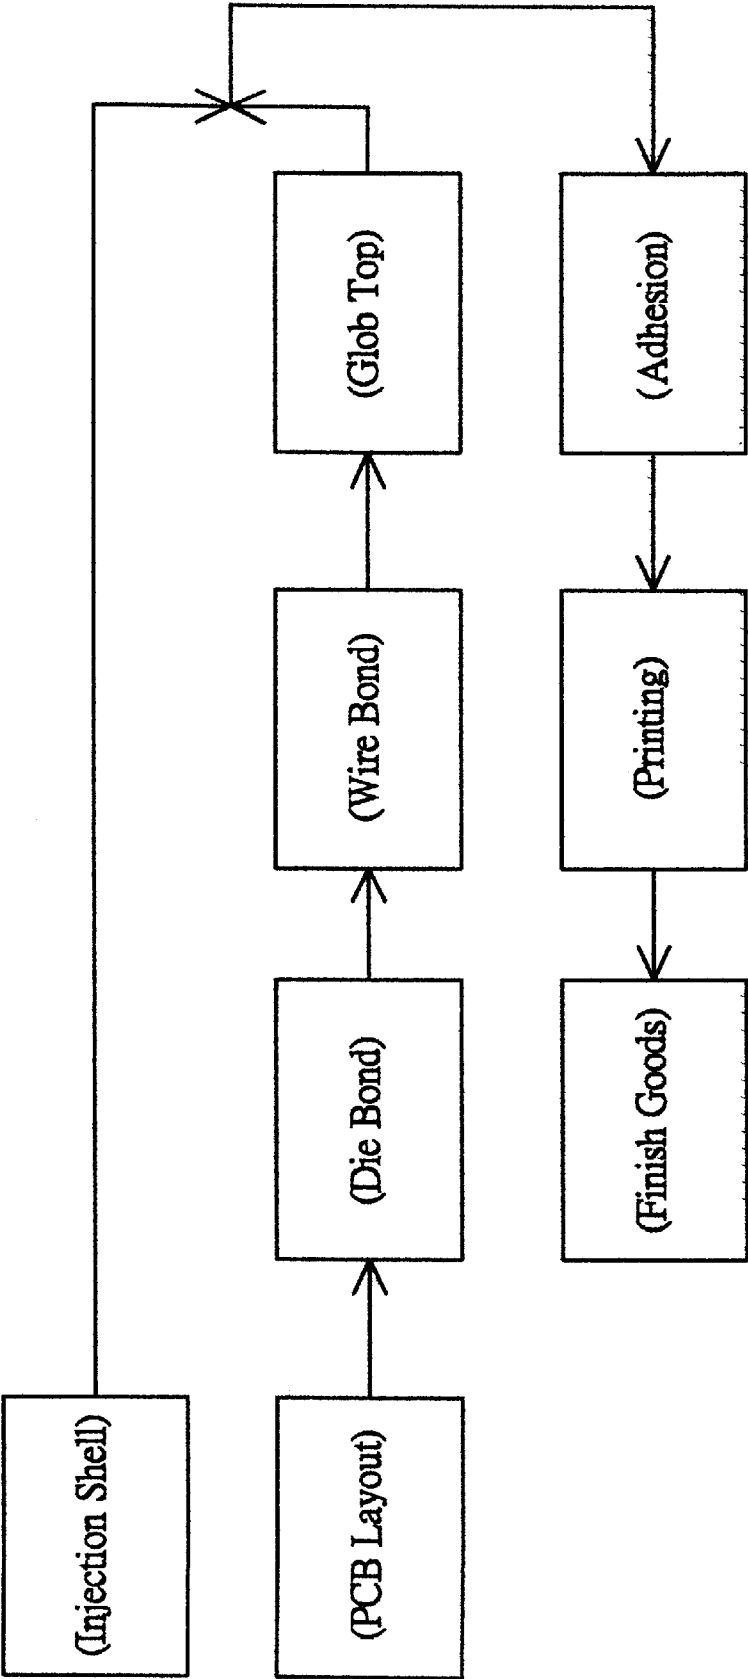 (Injection Shell)
(PCB Layout)
(Die Bond)
(Wire Bond)
(Glob Top)
(Adhesion)
(Printing)
(Finish Goods)